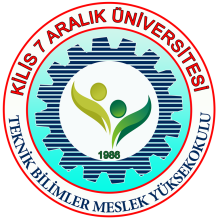 KİLİS 7 ARALIK ÜNİVERSİTESİ
1986
TEKNİK BİLİMLER MESLEK YÜKSEKOKULU